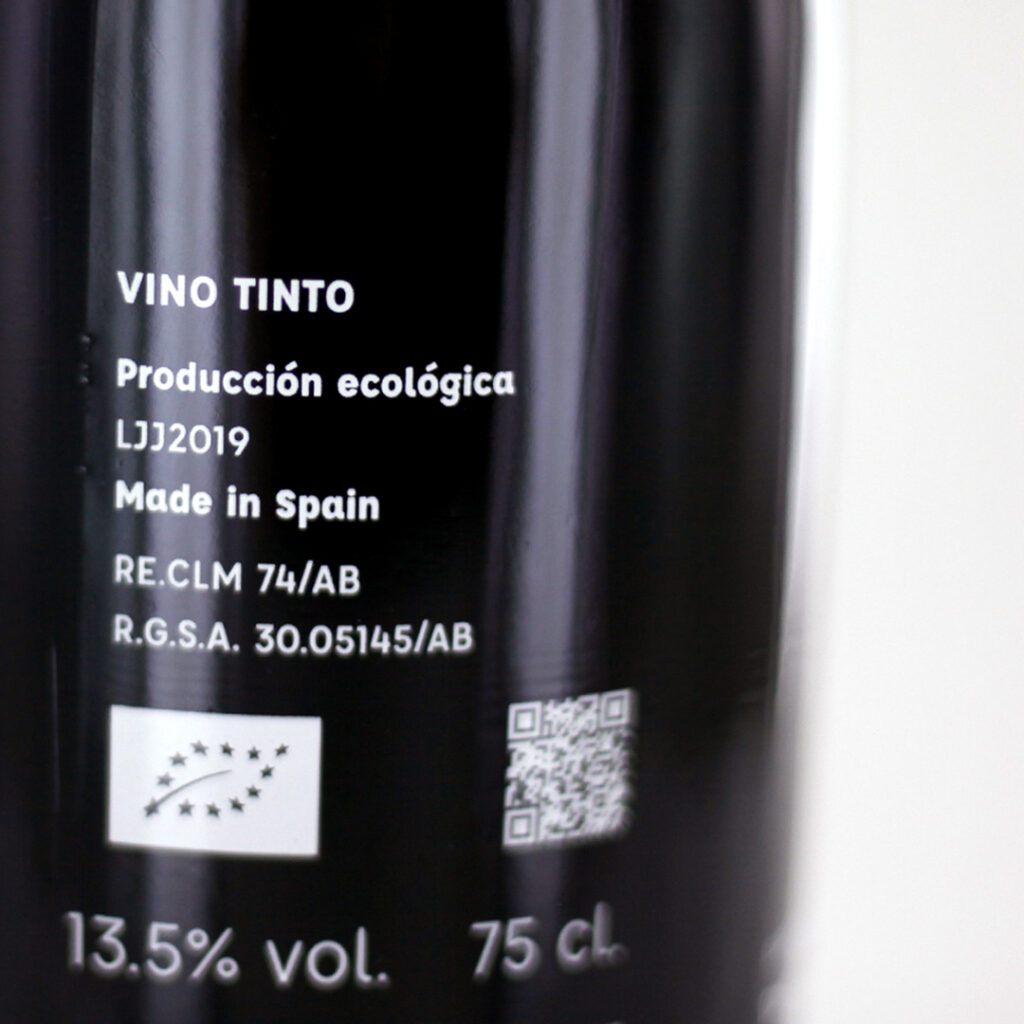 VINO TINTO
Producción ecológica
LJJ2019
Made in Spain
RE.CLM 74/AB
R.G.S.A. 30.05145/AB
13.5% vol. 75 cl.